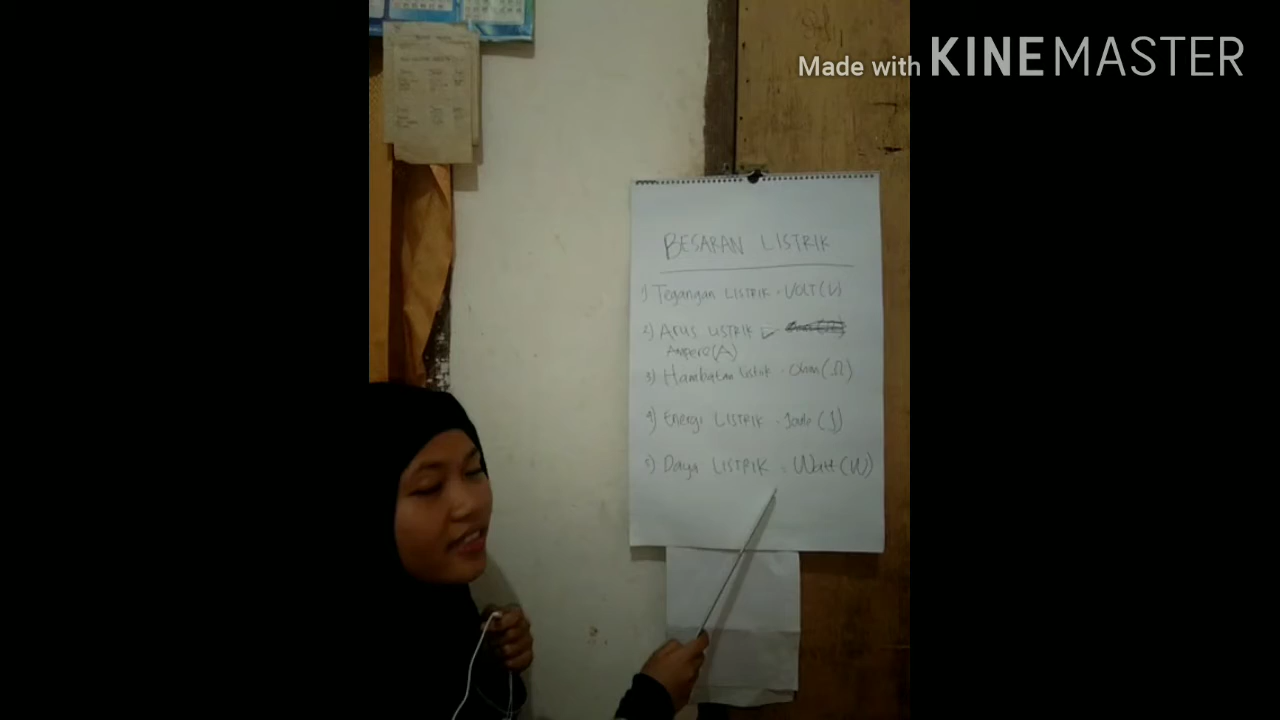 Made with KINEMASTER
BESARAN LISTRIK
1) Tegangan LISTRIK - VOLT(V)
2) Arus LISTRIK
Ampere(A)
3) Hambatan listrik - Ohm(Ω)
4) Energi LISTRIK - Joule (J)
5) Daya LISTRIK - Watt(W)